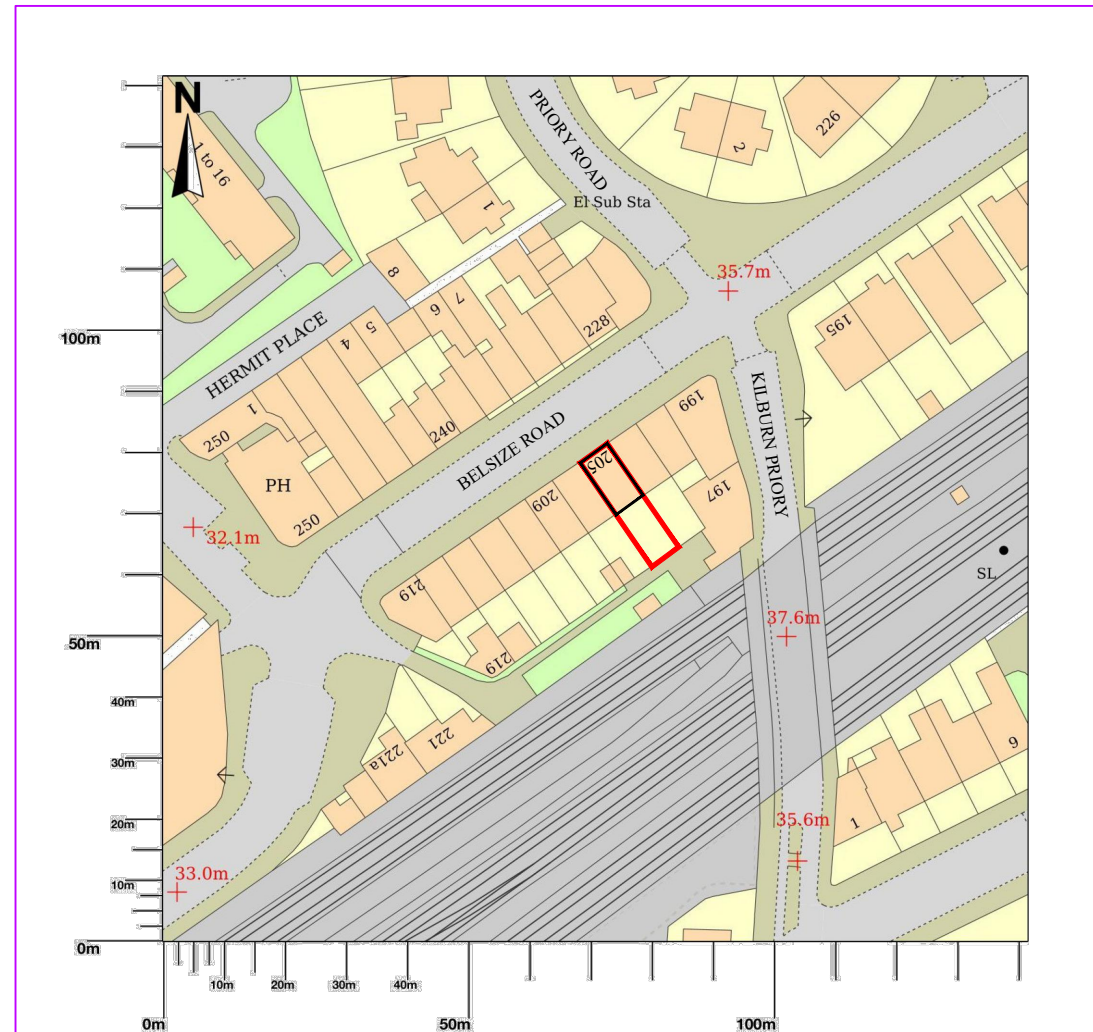 N
1 to 16
PRIORY ROAD
2
226
El Sub Sta
1
8
35.7m
7
6
5
4
228
195
HERMIT PLACE
1
250
240
BELSIZE ROAD
199
KILBURN PRIORY
PH
250
205
209
197
32.1m
219
SL
219
37.6m
221
221a
9
1
35.6m
33.0m
100m
50m
40m
30m
20m
10m
0m
10m
20m
30m
40m
0m
50m
100m